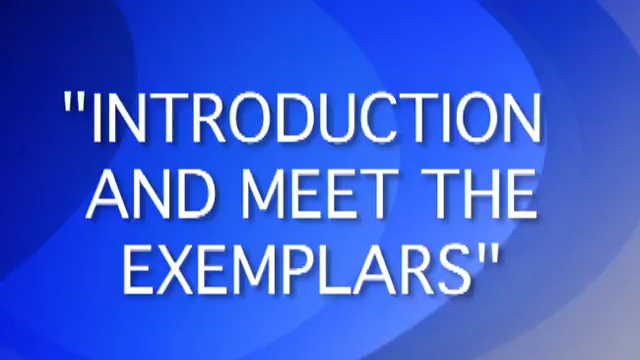 "INTRODUCTION
AND MEET THE
EXEMPLARS"